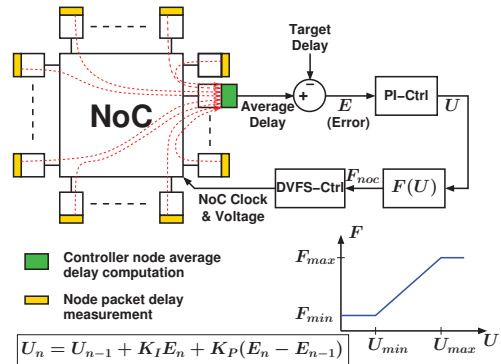 Target
Delay
NoC
Average
Delay
E
(Error)
PI-Ctrl
U
NoC Clock
& Voltage
DVFS-Ctrl
F_noc
F(U)
Controller node average
delay computation
Node packet delay
measurement
F
F_max
F_min
U_min
U_max
U
U_n = U_{n-1} + K_I E_n + K_P(E_n − E_{n-1})